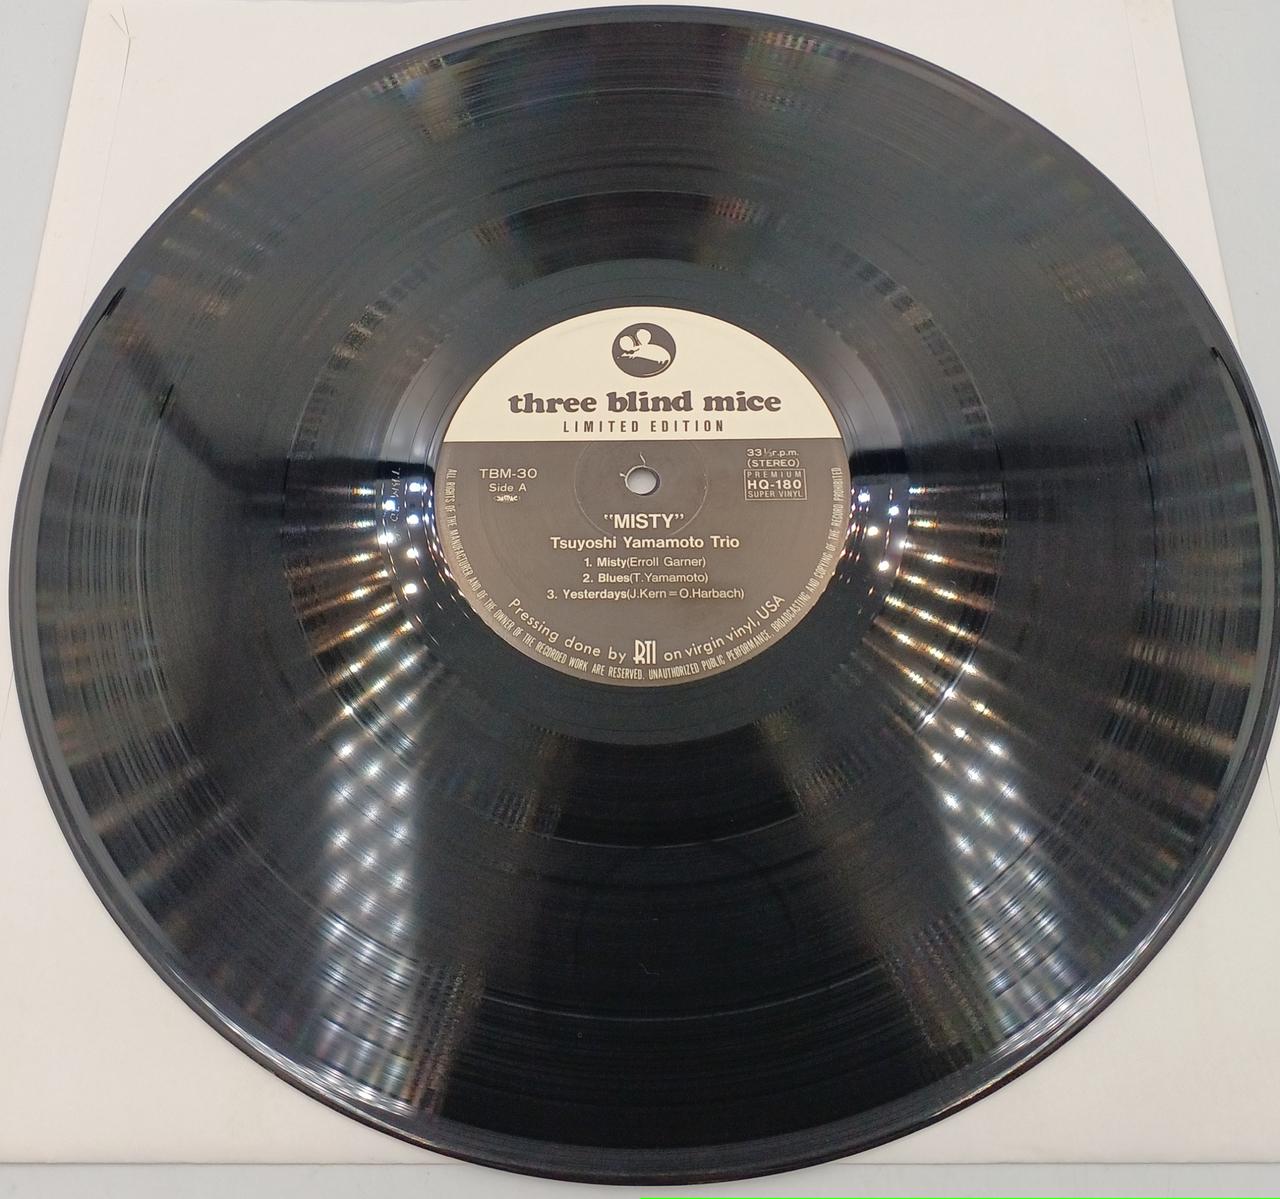 three blind mice
LIMITED EDITION
TBM-30
Side A
33⅓r.p.m.
(STEREO)
PREMIUM
HQ-180
SUPER VINYL
"MISTY"
Tsuyoshi Yamamoto Trio
1. Misty(Erroll Garner)
2. Blues(T.Yamamoto)
3. Yesterdays(J.Kern=O.Harbach)
Pressing done by RTI on virgin vinyl, USA
ALL RIGHTS OF THE MANUFACTURER AND OF THE OWNER OF THE RECORDED WORK ARE RESERVED. UNAUTHORIZED PUBLIC PERFORMANCE, BROADCASTING AND COPYING OF THE RECORD PROHIBITED